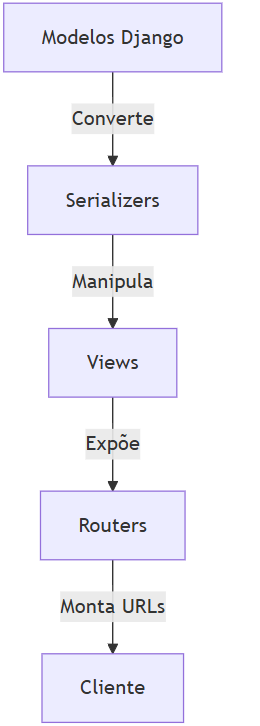 Modelos Django
Converte
Serializers
Manipula
Views
Expõe
Routers
Monta URLs
Cliente